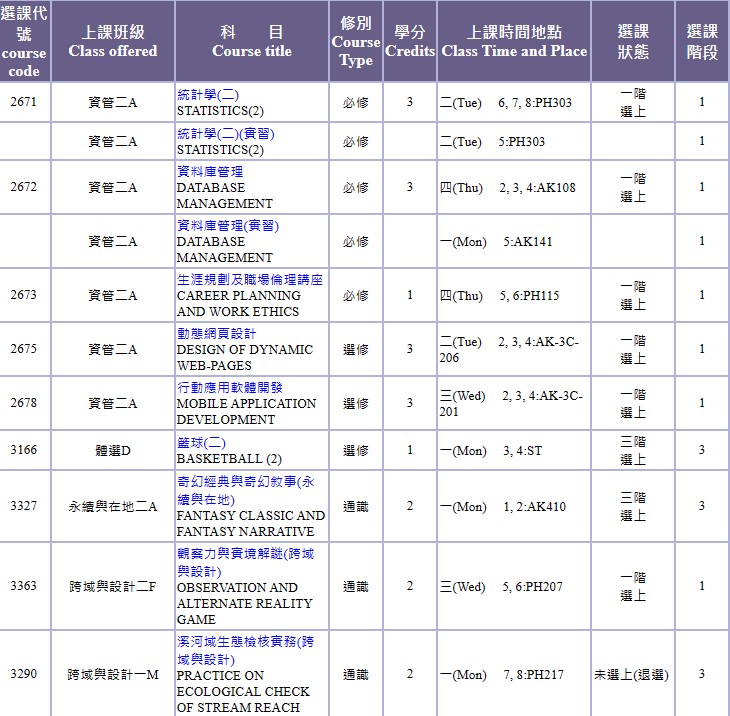 選課代
號
course
code
上課班級
Class offered
科 目
Course title
修別
Course
Type
學分
Credits
上課時間地點
Class Time and Place
選課
狀態
選課
階段
2671
資管二A
統計學(二)
STATISTICS(2)
必修
3
二(Tue) 6, 7, 8:PH303
一階
選上
1
資管二A
統計學(二)(實習)
STATISTICS(2)
必修
二(Tue) 5:PH303
1
2672
資管二A
資料庫管理
DATABASE
MANAGEMENT
必修
3
四(Thu) 2, 3, 4:AK108
一階
選上
1
資管二A
資料庫管理(實習)
DATABASE
MANAGEMENT
必修
一(Mon) 5:AK141
1
2673
資管二A
生涯規劃及職場倫理講座
CAREER PLANNING
AND WORK ETHICS
必修
1
四(Thu) 5, 6:PH115
一階
選上
1
2675
資管二A
動態網頁設計
DESIGN OF DYNAMIC
WEB-PAGES
選修
3
二(Tue) 2, 3, 4:AK-3C-
206
一階
選上
1
2678
資管二A
行動應用軟體開發
MOBILE APPLICATION
DEVELOPMENT
選修
3
三(Wed) 2, 3, 4:AK-3C-
201
一階
選上
1
3166
體選D
籃球(二)
BASKETBALL (2)
選修
1
一(Mon) 3, 4:ST
三階
選上
3
3327
永續與在地二A
奇幻經典與奇幻敘事(永
續與在地)
FANTASY CLASSIC AND
FANTASY NARRATIVE
通識
2
一(Mon) 1, 2:AK410
三階
選上
3
3363
跨域與設計二F
觀察力與實境解謎(跨域
與設計)
OBSERVATION AND
ALTERNATE REALITY
GAME
通識
2
三(Wed) 5, 6:PH207
一階
選上
1
3290
跨域與設計一M
溪河域生態檢核實務(跨
域與設計)
PRACTICE ON
ECOLOGICAL CHECK
OF STREAM REACH
通識
2
一(Mon) 7, 8:PH217
未選上(退選)
3